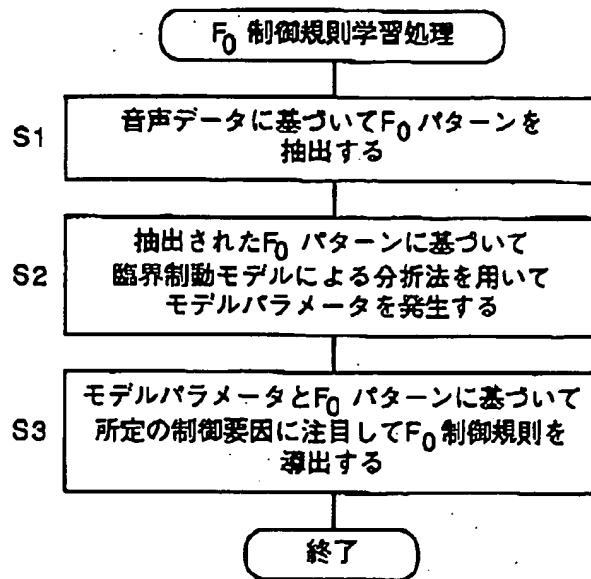 F0 制御規則学習処理
S1
音声データに基づいてF0 パターンを
抽出する
S2
抽出されたF0 パターンに基づいて
臨界制動モデルによる分折法を用いて
モデルパラメータを発生する
S3
モデルパラメータとF0 パターンに基づいて
所定の制御要因に注目してF0 制御規則を
導出する
終了